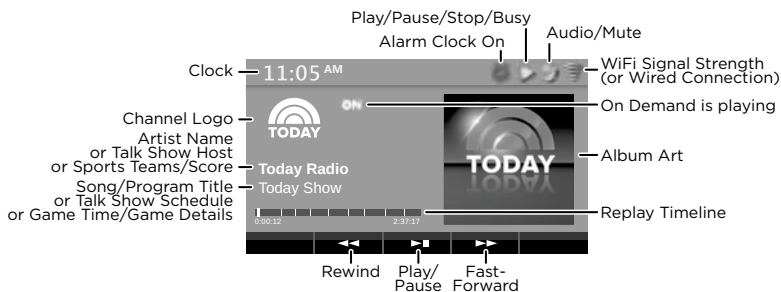 Play/Pause/Stop/Busy
Alarm Clock On
Audio/Mute
Clock
11:05 AM
WiFi Signal Strength
(or Wired Connection)
ON
On Demand is playing
Channel Logo
TODAY
Artist Name
or Talk Show Host
or Sports Teams/Score
Today Radio
TODAY
TODAY
Album Art
Song/Program Title
or Talk Show Schedule
or Game Time/Game Details
Today Show
0:00:12
2:37:17
Replay Timeline
Rewind
Play/
Pause
Fast-
Forward